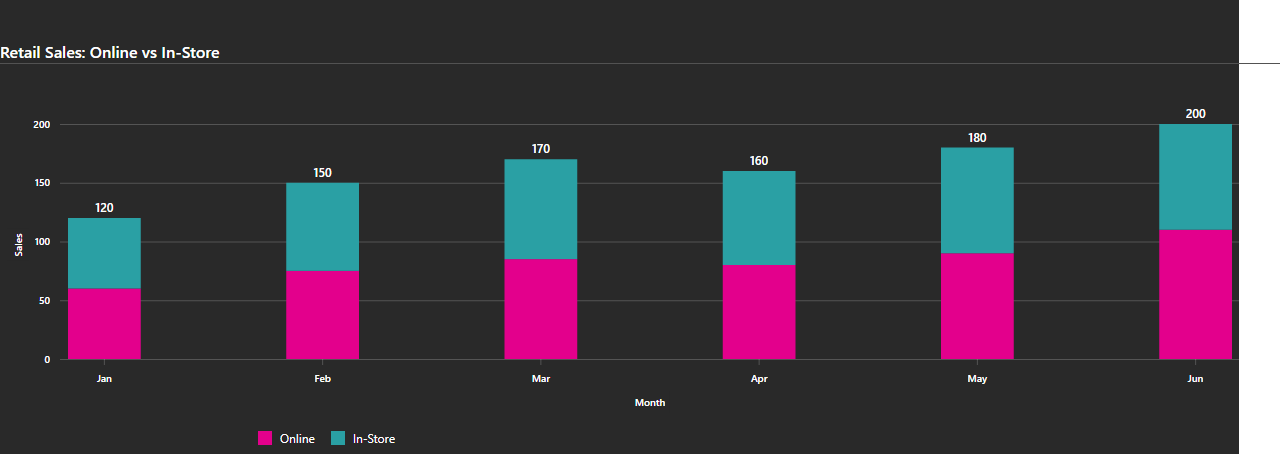 Retail Sales: Online vs In-Store
200
200
180
170
160
150
150
120
100
50
0
Sales
Jan Feb Mar Apr May Jun
Month
Online In-Store